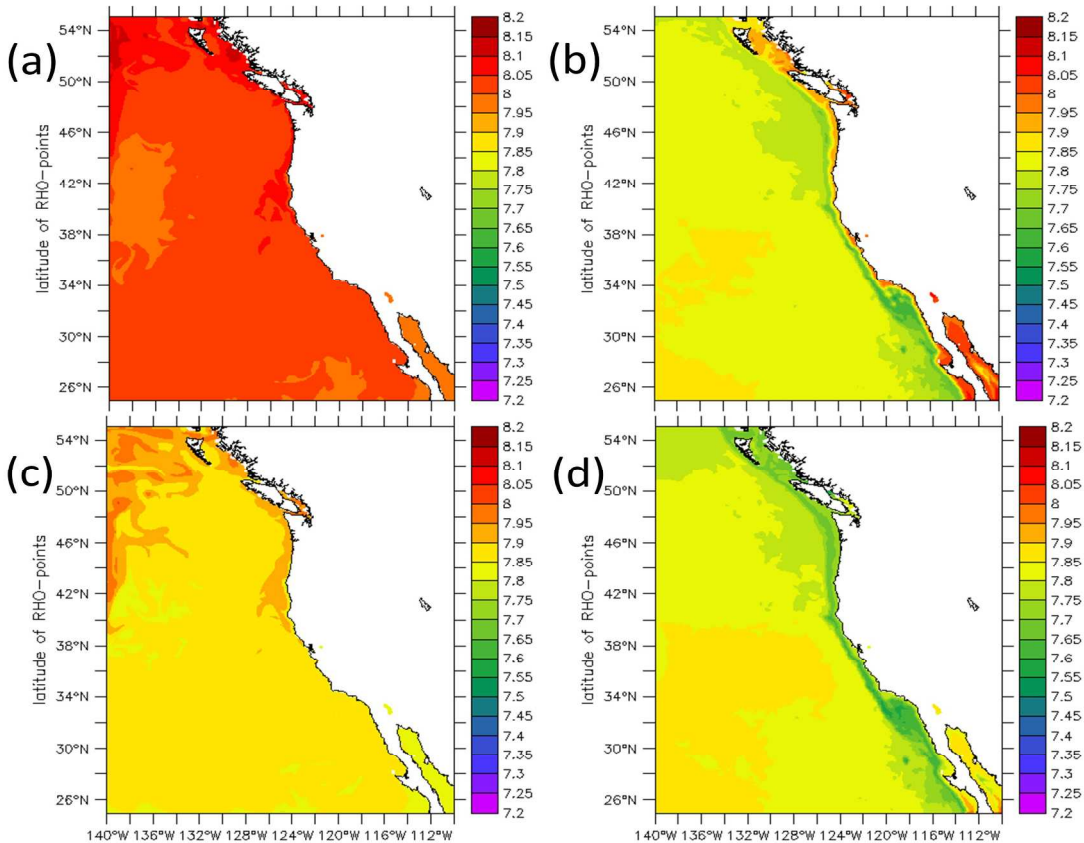 (a)
54°N
50°N
46°N
42°N
38°N
34°N
30°N
26°N
latitude of RHO-points
8.2
8.15
8.1
8.05
8
7.95
7.9
7.85
7.8
7.75
7.7
7.65
7.6
7.55
7.5
7.45
7.4
7.35
7.3
7.25
7.2
(b)
54°N
50°N
46°N
42°N
38°N
34°N
30°N
26°N
latitude of RHO-points
8.2
8.15
8.1
8.05
8
7.95
7.9
7.85
7.8
7.75
7.7
7.65
7.6
7.55
7.5
7.45
7.4
7.35
7.3
7.25
7.2
(c)
54°N
50°N
46°N
42°N
38°N
34°N
30°N
26°N
latitude of RHO-points
140°W 136°W 132°W 128°W 124°W 120°W 116°W 112°W
8.2
8.15
8.1
8.05
8
7.95
7.9
7.85
7.8
7.75
7.7
7.65
7.6
7.55
7.5
7.45
7.4
7.35
7.3
7.25
7.2
(d)
54°N
50°N
46°N
42°N
38°N
34°N
30°N
26°N
latitude of RHO-points
140°W 136°W 132°W 128°W 124°W 120°W 116°W 112°W
8.2
8.15
8.1
8.05
8
7.95
7.9
7.85
7.8
7.75
7.7
7.65
7.6
7.55
7.5
7.45
7.4
7.35
7.3
7.25
7.2